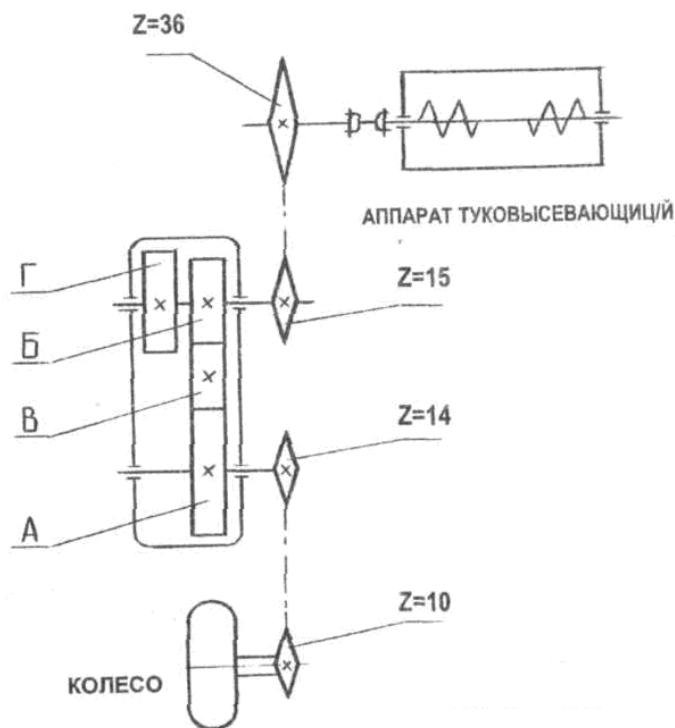 Z=36
АППАРАТ ТУКОВЫСЕВАЮЩИЦ/Й
Г
Z=15
Б
В
Z=14
А
Z=10
КОЛЕСО